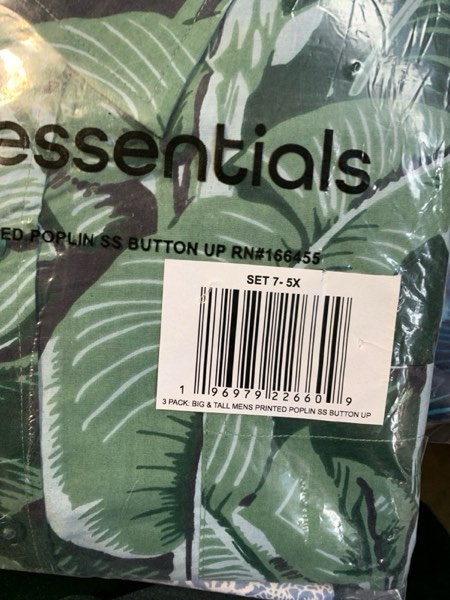 essentials
ED POPLIN SS BUTTON UP RN#166455
SET 7- 5X
1 96979 22660 9
3 PACK: BIG & TALL MENS PRINTED POPLIN SS BUTTON UP